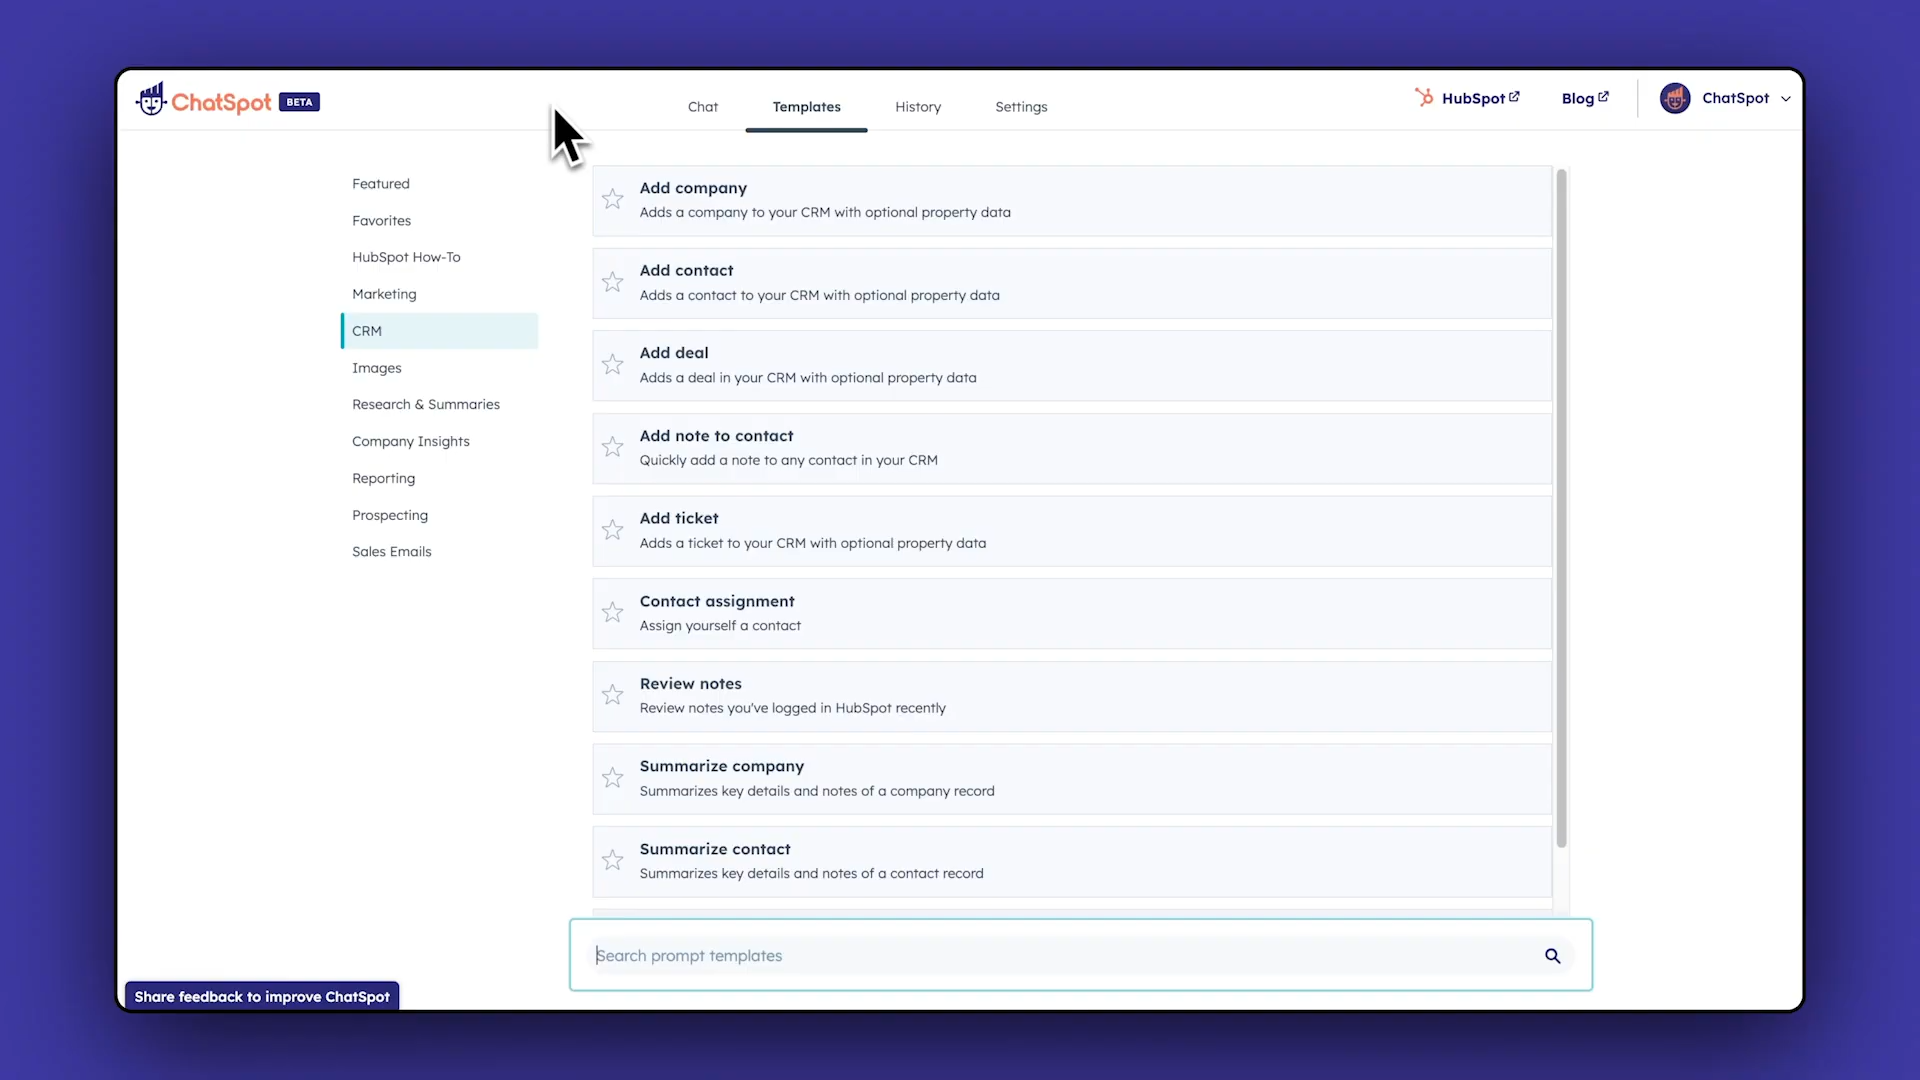 ChatSpot BETA
Chat
Templates
History
Settings
HubSpot
Blog
ChatSpot
Featured
Favorites
HubSpot How-To
Marketing
CRM
Images
Research & Summaries
Company Insights
Reporting
Prospecting
Sales Emails
Add company
Adds a company to your CRM with optional property data
Add contact
Adds a contact to your CRM with optional property data
Add deal
Adds a deal in your CRM with optional property data
Add note to contact
Quickly add a note to any contact in your CRM
Add ticket
Adds a ticket to your CRM with optional property data
Contact assignment
Assign yourself a contact
Review notes
Review notes you've logged in HubSpot recently
Summarize company
Summarizes key details and notes of a company record
Summarize contact
Summarizes key details and notes of a contact record
Search prompt templates
Share feedback to improve ChatSpot